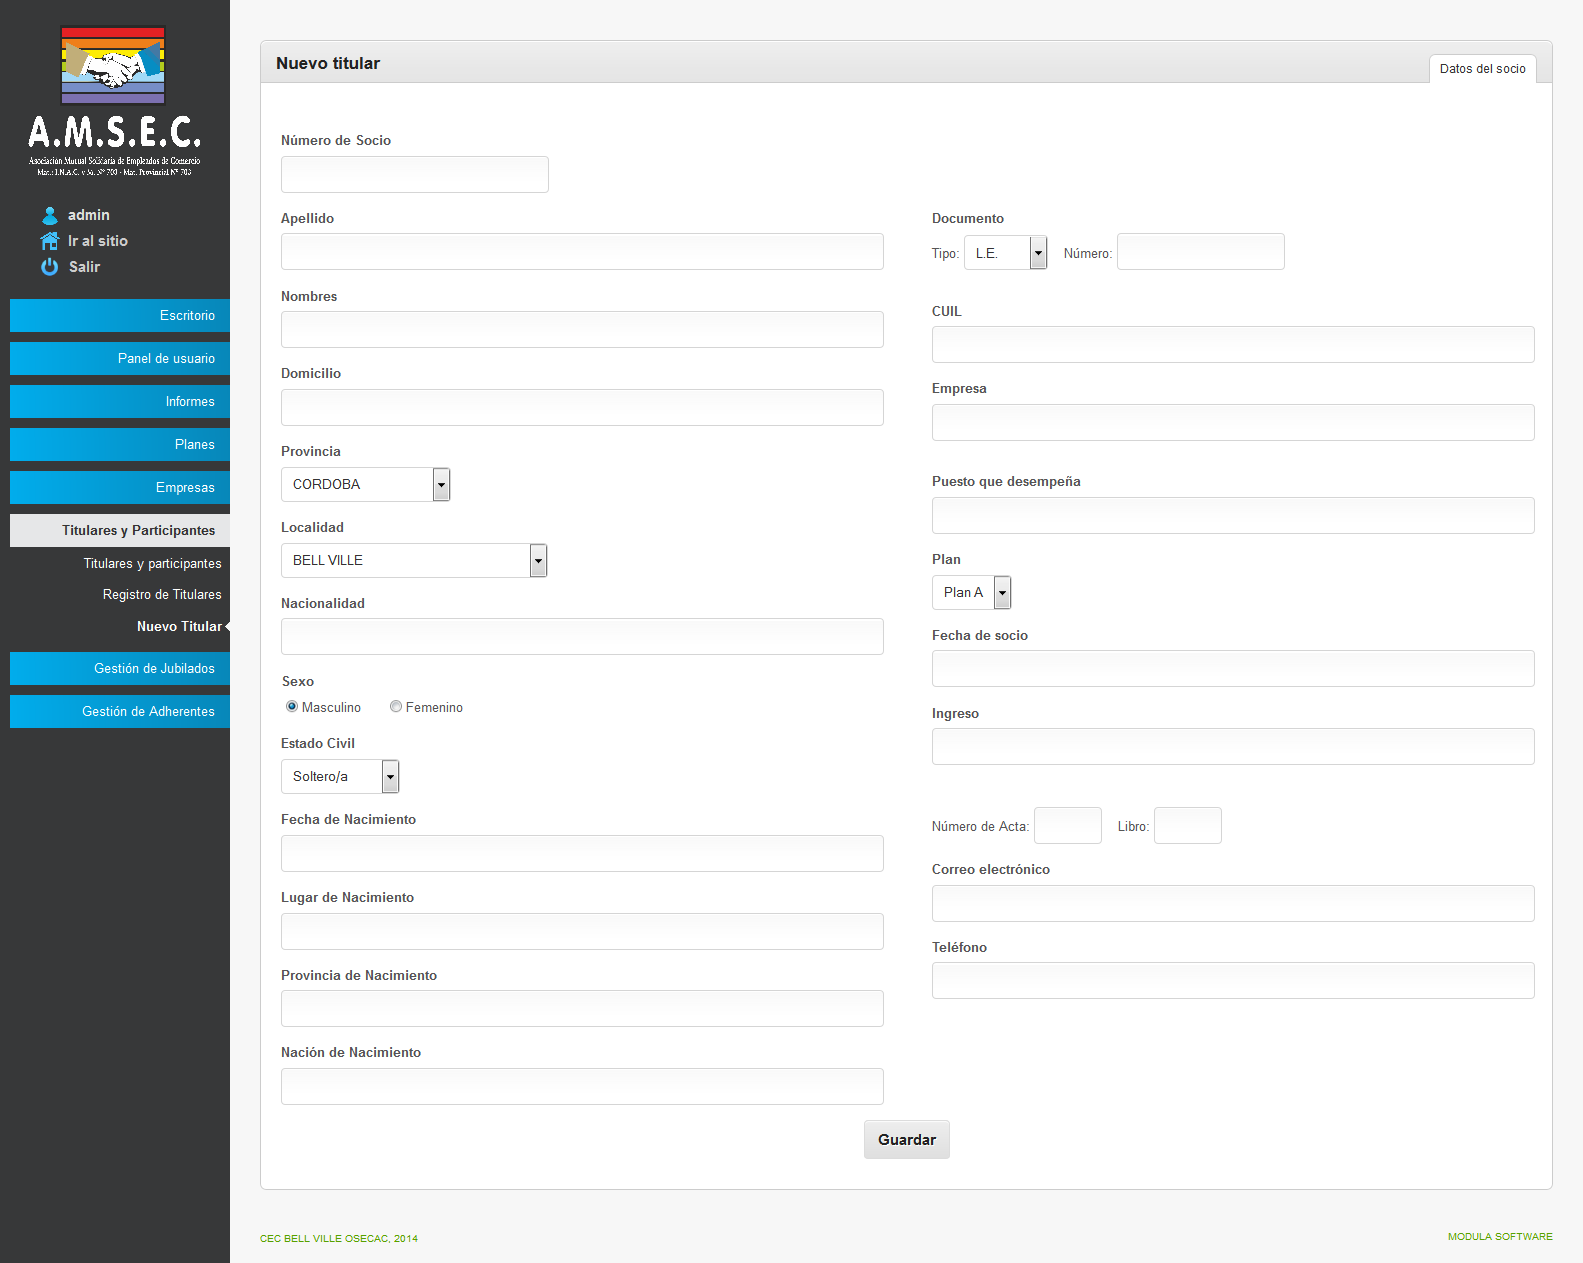 A.M.S.E.C.
Asociación Mutual Solidaria de Empleados de Comercio
Mat.: I.N.A.C. y M. Nº 703 - Mat. Provincial Nº 703
admin
Ir al sitio
Salir
Escritorio
Panel de usuario
Informes
Planes
Empresas
Titulares y Participantes
Titulares y participantes
Registro de Titulares
Nuevo Titular
Gestión de Jubilados
Gestión de Adherentes
Nuevo titular
Datos del socio
Número de Socio
Apellido
Nombres
Domicilio
Provincia
CORDOBA
Localidad
BELL VILLE
Nacionalidad
Sexo
Masculino Femenino
Estado Civil
Soltero/a
Fecha de Nacimiento
Lugar de Nacimiento
Provincia de Nacimiento
Nación de Nacimiento
Documento
Tipo: L.E. Número:
CUIL
Empresa
Puesto que desempeña
Plan
Plan A
Fecha de socio
Ingreso
Número de Acta: Libro:
Correo electrónico
Teléfono
Guardar
CEC BELL VILLE OSECAC, 2014
MODULA SOFTWARE